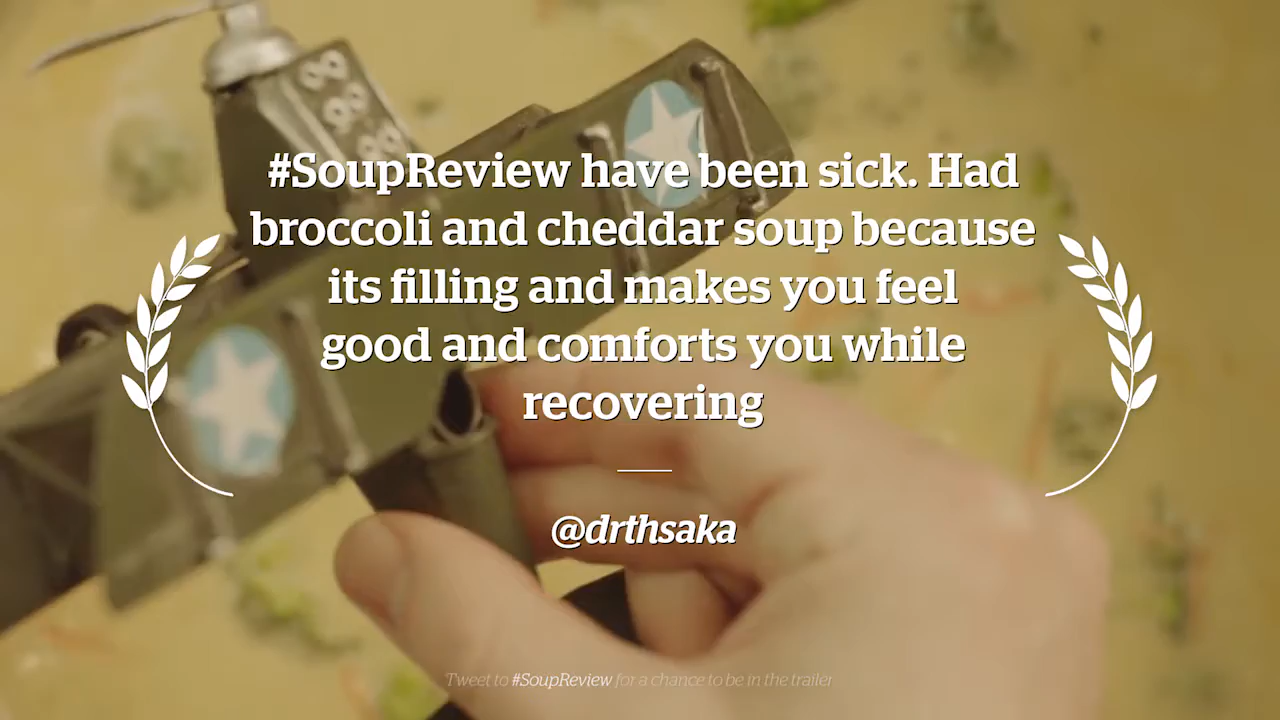 #SoupReview have been sick. Had
broccoli and cheddar soup because
its filling and makes you feel
good and comforts you while
recovering
@drthsaka
Tweet to #SoupReview for a chance to be in the trailer